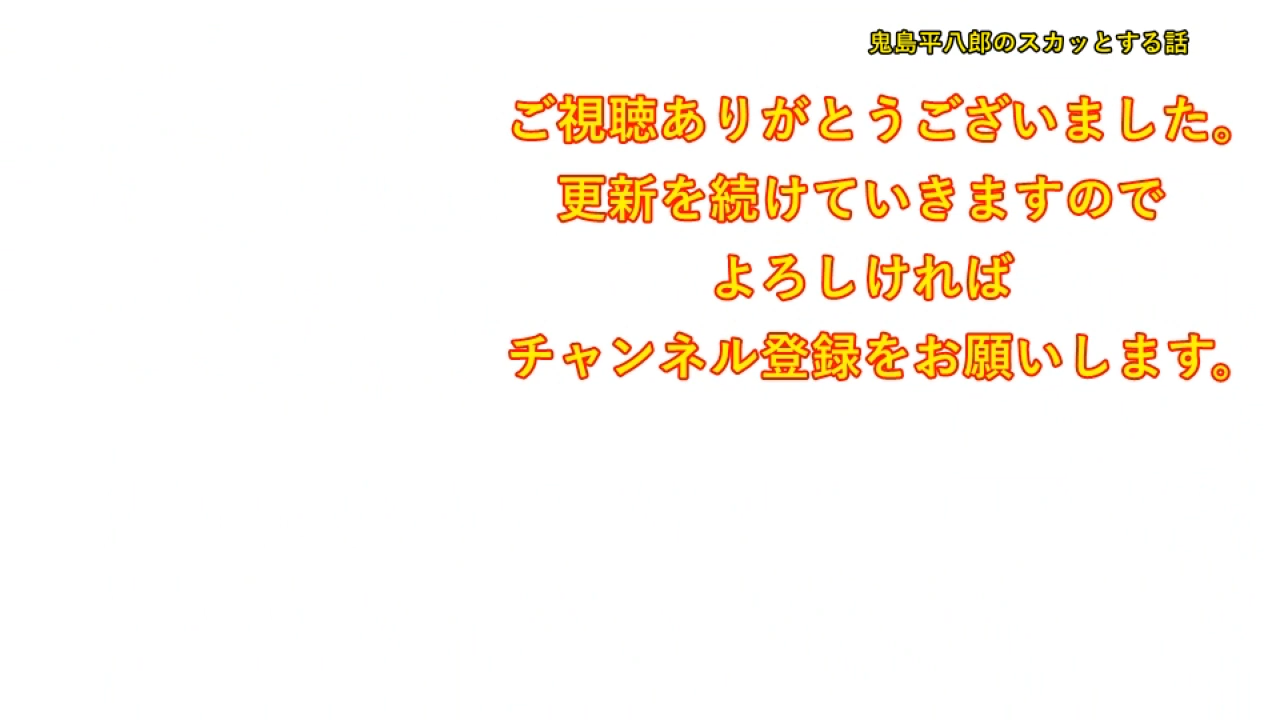 鬼島平八郎のスカッとする話
ご視聴ありがとうございました。
更新を続けていきますので
よろしければ
チャンネル登録をお願いします。